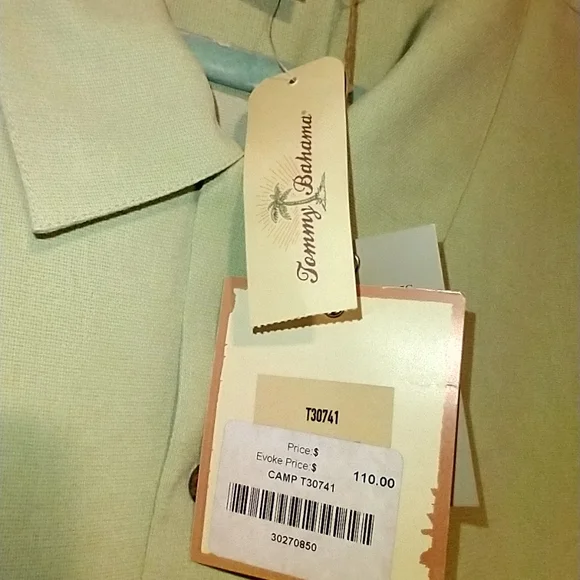 Tommy Bahama®
T30741
Price:$
Evoke Price:$ 110.00
CAMP T30741
30270850